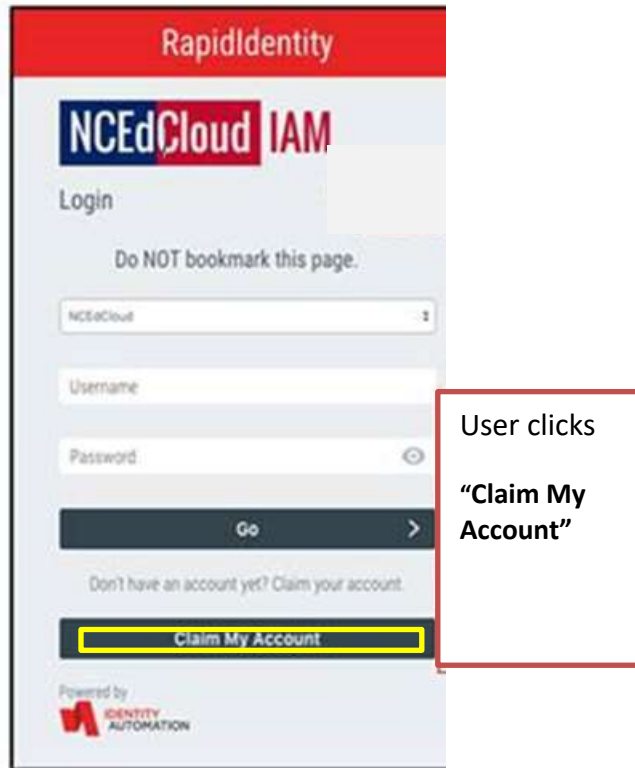 RapidIdentity
NCEdCloud IAM
Login
Do NOT bookmark this page.
NCEdCloud
Username
Password
Go
Don't have an account yet? Claim your account.
Claim My Account
Powered by
IDENTITY
AUTOMATION
User clicks
“Claim My
Account”